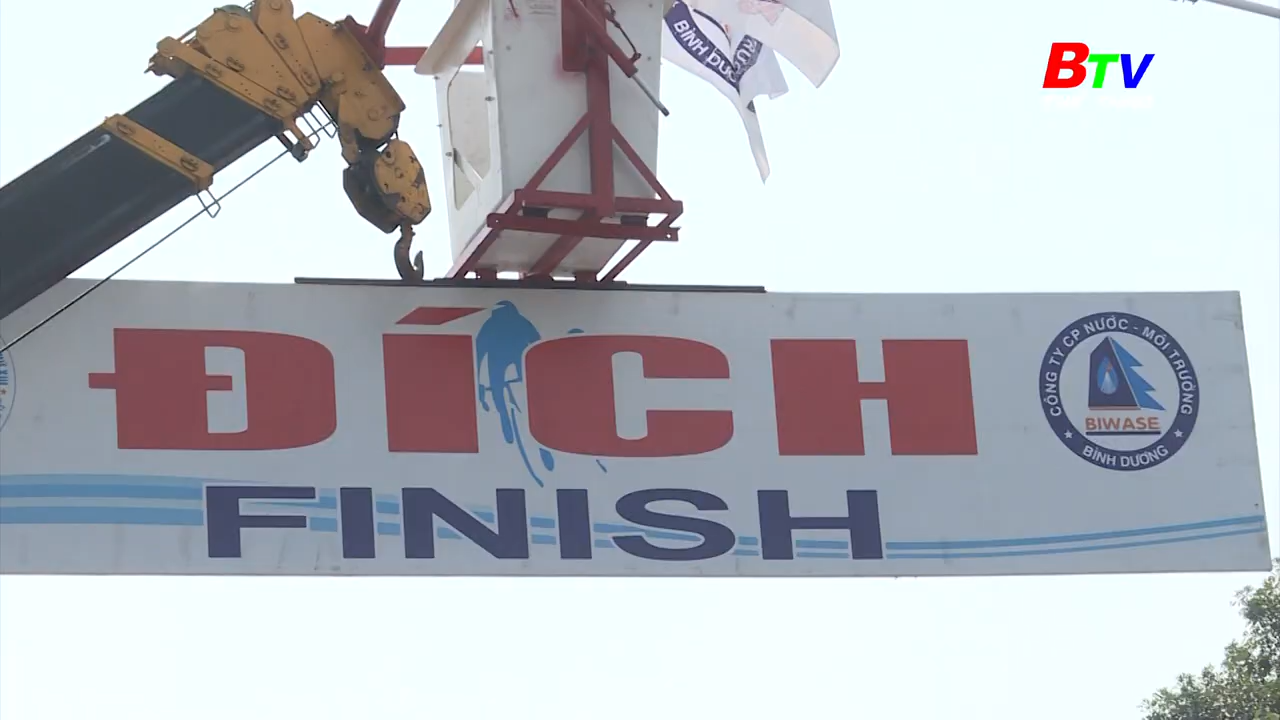 BÌNH DƯƠNG
BTV
ĐÍCH
FINISH
CÔNG TY CP NƯỚC - MÔI TRƯỜNG
BIWASE
BÌNH DƯƠNG